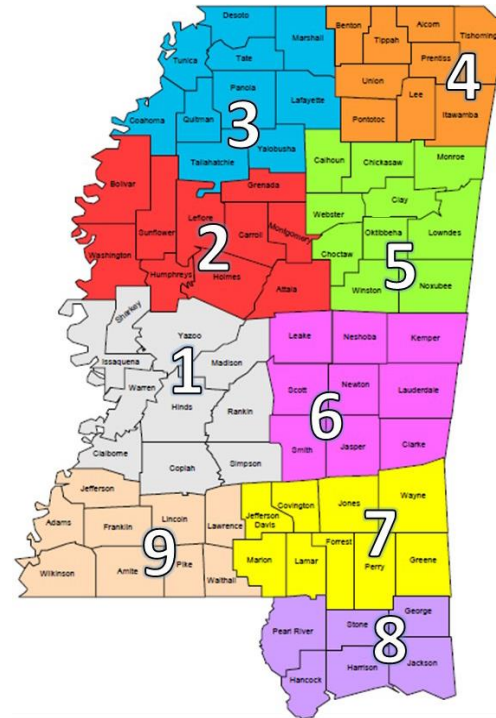 Desoto
Benton
Alcorn
Tishomingo
Marshall
Tippah
Tunica
Tate
Prentiss
Panola
Union
Lafayette
Lee
4
Itawamba
Coahoma
Quitman
3
Pontotoc
Yalobusha
Tallahatchie
Calhoun
Chickasaw
Monroe
Bolivar
Grenada
Clay
Leflore
Webster
Sunflower
Carroll
Montgomery
Oktibbeha
Lowndes
Washington
2
Choctaw
5
Humphreys
Holmes
Attala
Winston
Noxubee
Sharkey
Yazoo
Leake
Neshoba
Kemper
Issaquena
1
Madison
Warren
Scott
Newton
Lauderdale
Hinds
Rankin
6
Smith
Jasper
Clarke
Claiborne
Copiah
Simpson
Jefferson
Covington
Jones
Wayne
Adams
Franklin
Lincoln
Lawrence
Jefferson
Davis
7
9
Forrest
Wilkinson
Amite
Pike
Walthall
Marion
Lamar
Perry
Greene
George
Pearl River
Stone
8
Hancock
Harrison
Jackson